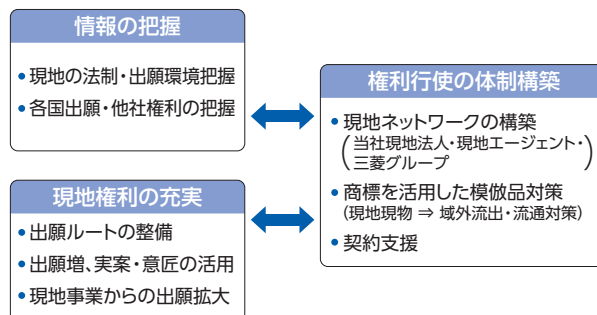 情報の把握
• 現地の法制・出願環境把握
• 各国出願・他社権利の把握
現地権利の充実
• 出願ルートの整備
• 出願増、実案・意匠の活用
• 現地事業からの出願拡大
権利行使の体制構築
• 現地ネットワークの構築
(当社現地法人・現地エージェント・
三菱グループ)
• 商標を活用した模倣品対策
(現地現物 ⇒ 域外流出・流通対策)
• 契約支援